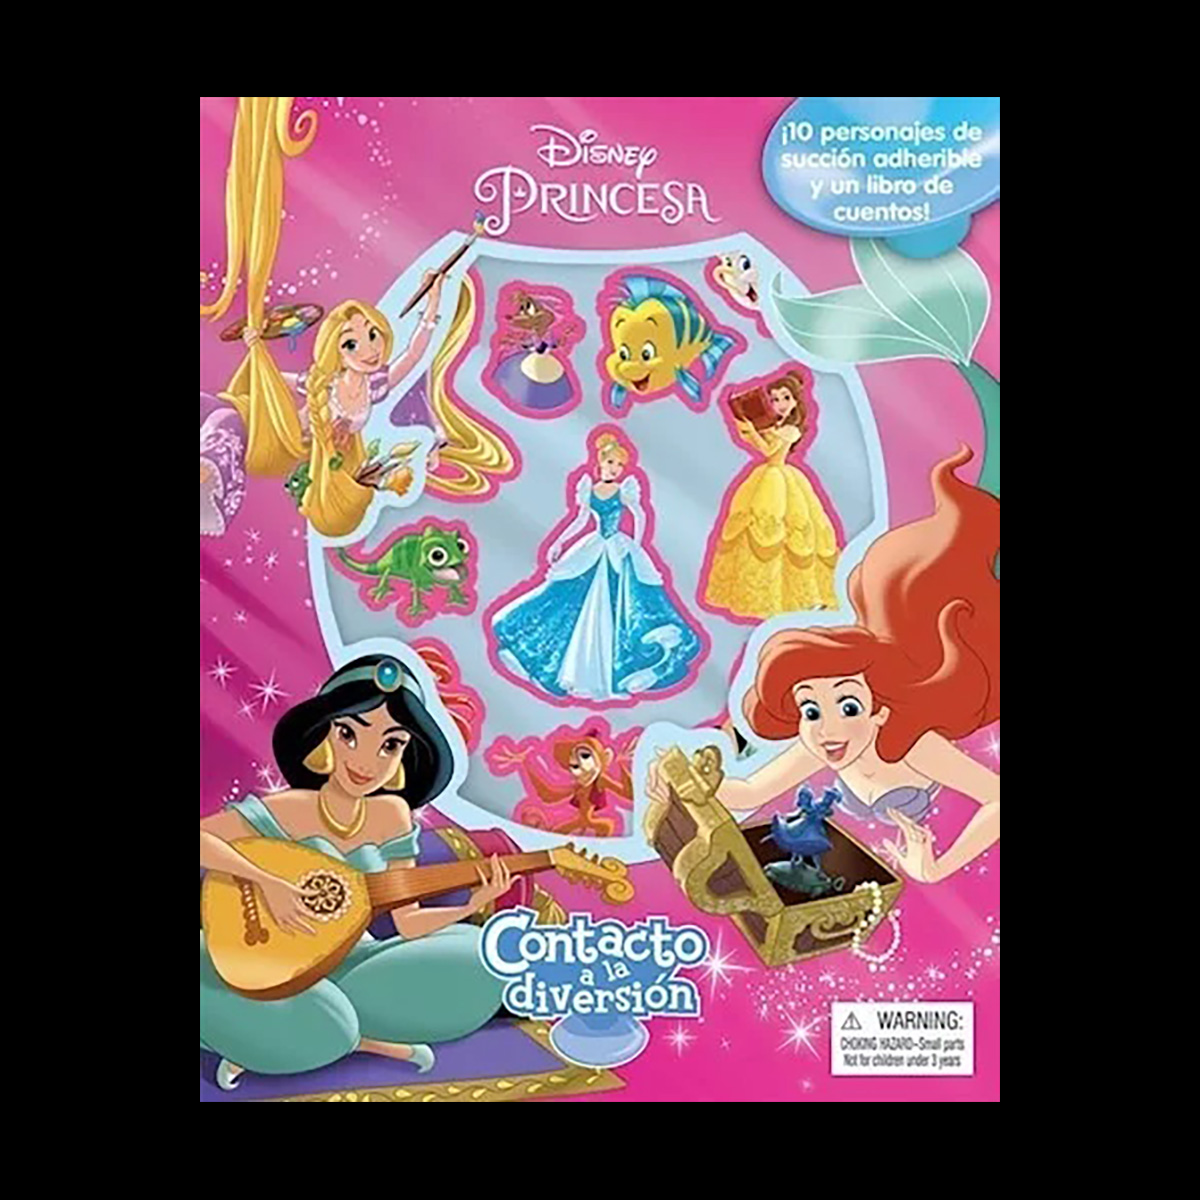 ¡10 personajes de
succión adherible
y un libro de
cuentos!
Disney
PRINCESA
Contacto
a la
diversión
⚠ WARNING:
CHOKING HAZARD–Small parts
Not for children under 3 years